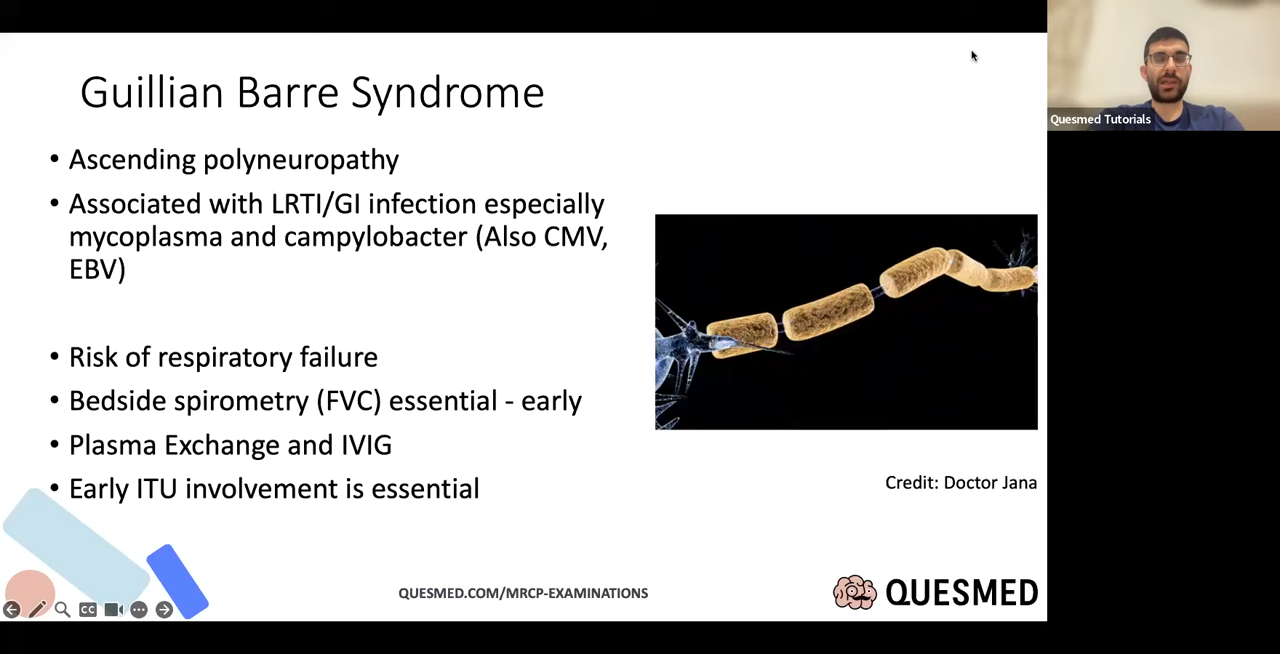 Guillian Barre Syndrome
• Ascending polyneuropathy
• Associated with LRTI/GI infection especially
mycoplasma and campylobacter (Also CMV,
EBV)
• Risk of respiratory failure
• Bedside spirometry (FVC) essential - early
• Plasma Exchange and IVIG
• Early ITU involvement is essential
Credit: Doctor Jana
QUESMED.COM/MRCP-EXAMINATIONS
QUESMED
CC
Quesmed Tutorials